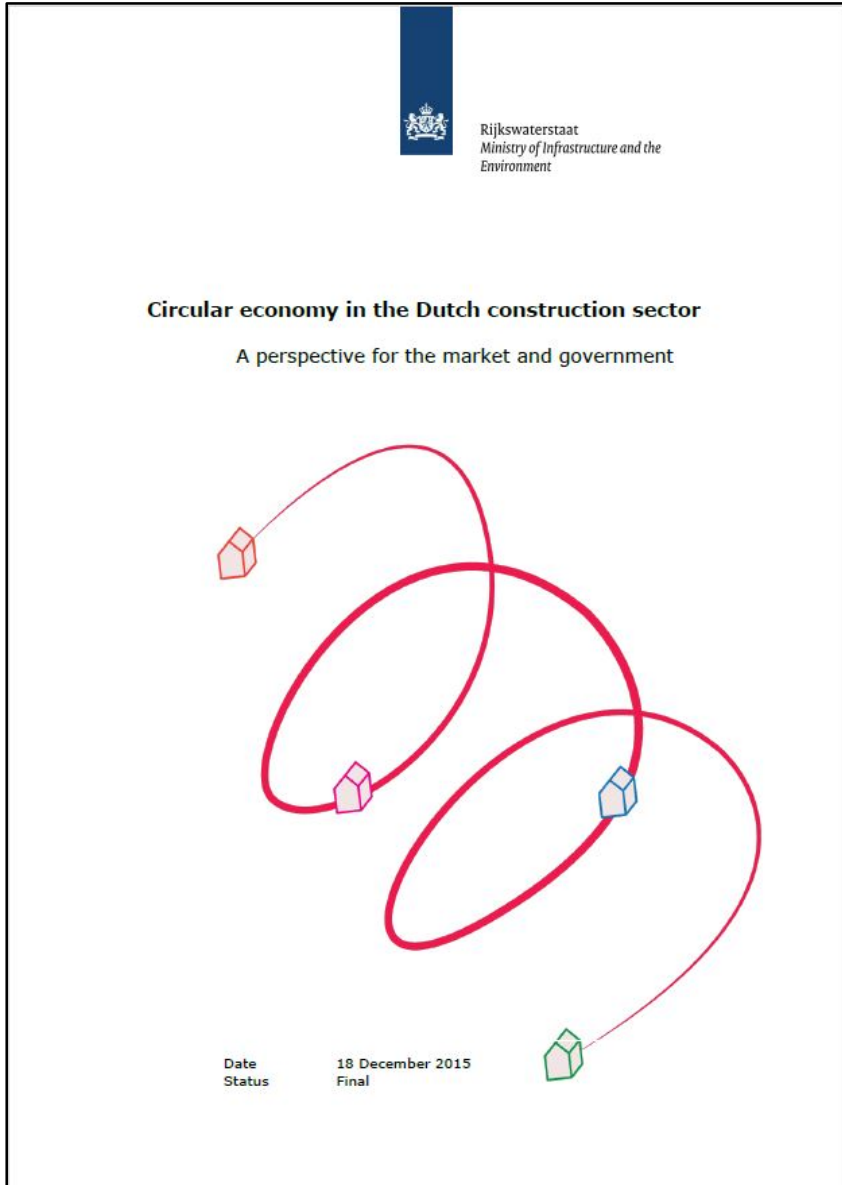 Rijkswaterstaat
Ministry of Infrastructure and the
Environment
Circular economy in the Dutch construction sector
A perspective for the market and government
Date 18 December 2015
Status Final